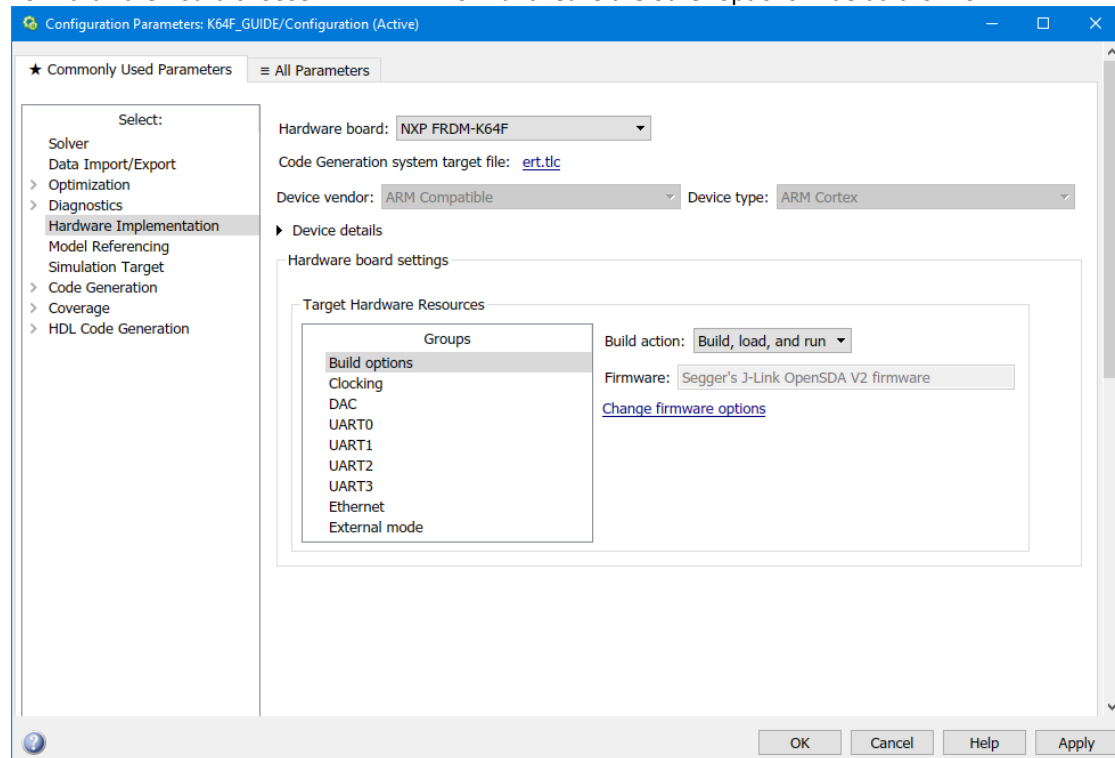 Configuration Parameters: K64F_GUIDE/Configuration (Active)
★ Commonly Used Parameters
≡ All Parameters
Select:
Solver
Data Import/Export
> Optimization
> Diagnostics
Hardware Implementation
Model Referencing
Simulation Target
> Code Generation
> Coverage
> HDL Code Generation
Hardware board: NXP FRDM-K64F
Code Generation system target file: ert.tlc
Device vendor: ARM Compatible Device type: ARM Cortex
Device details
Hardware board settings
Target Hardware Resources
Groups
Build options
Clocking
DAC
UART0
UART1
UART2
UART3
Ethernet
External mode
Build action: Build, load, and run
Firmware: Segger's J-Link OpenSDA V2 firmware
Change firmware options
OK Cancel Help Apply